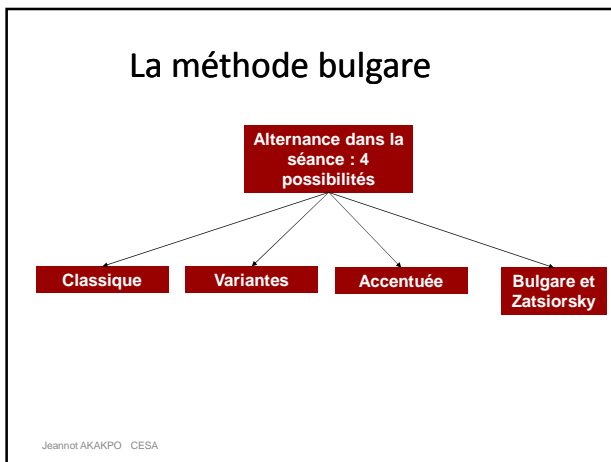 La méthode bulgare
Alternance dans la
séance : 4
possibilités
Classique
Variantes
Accentuée
Bulgare et
Zatsiorsky
Jeannot AKAKPO CESA